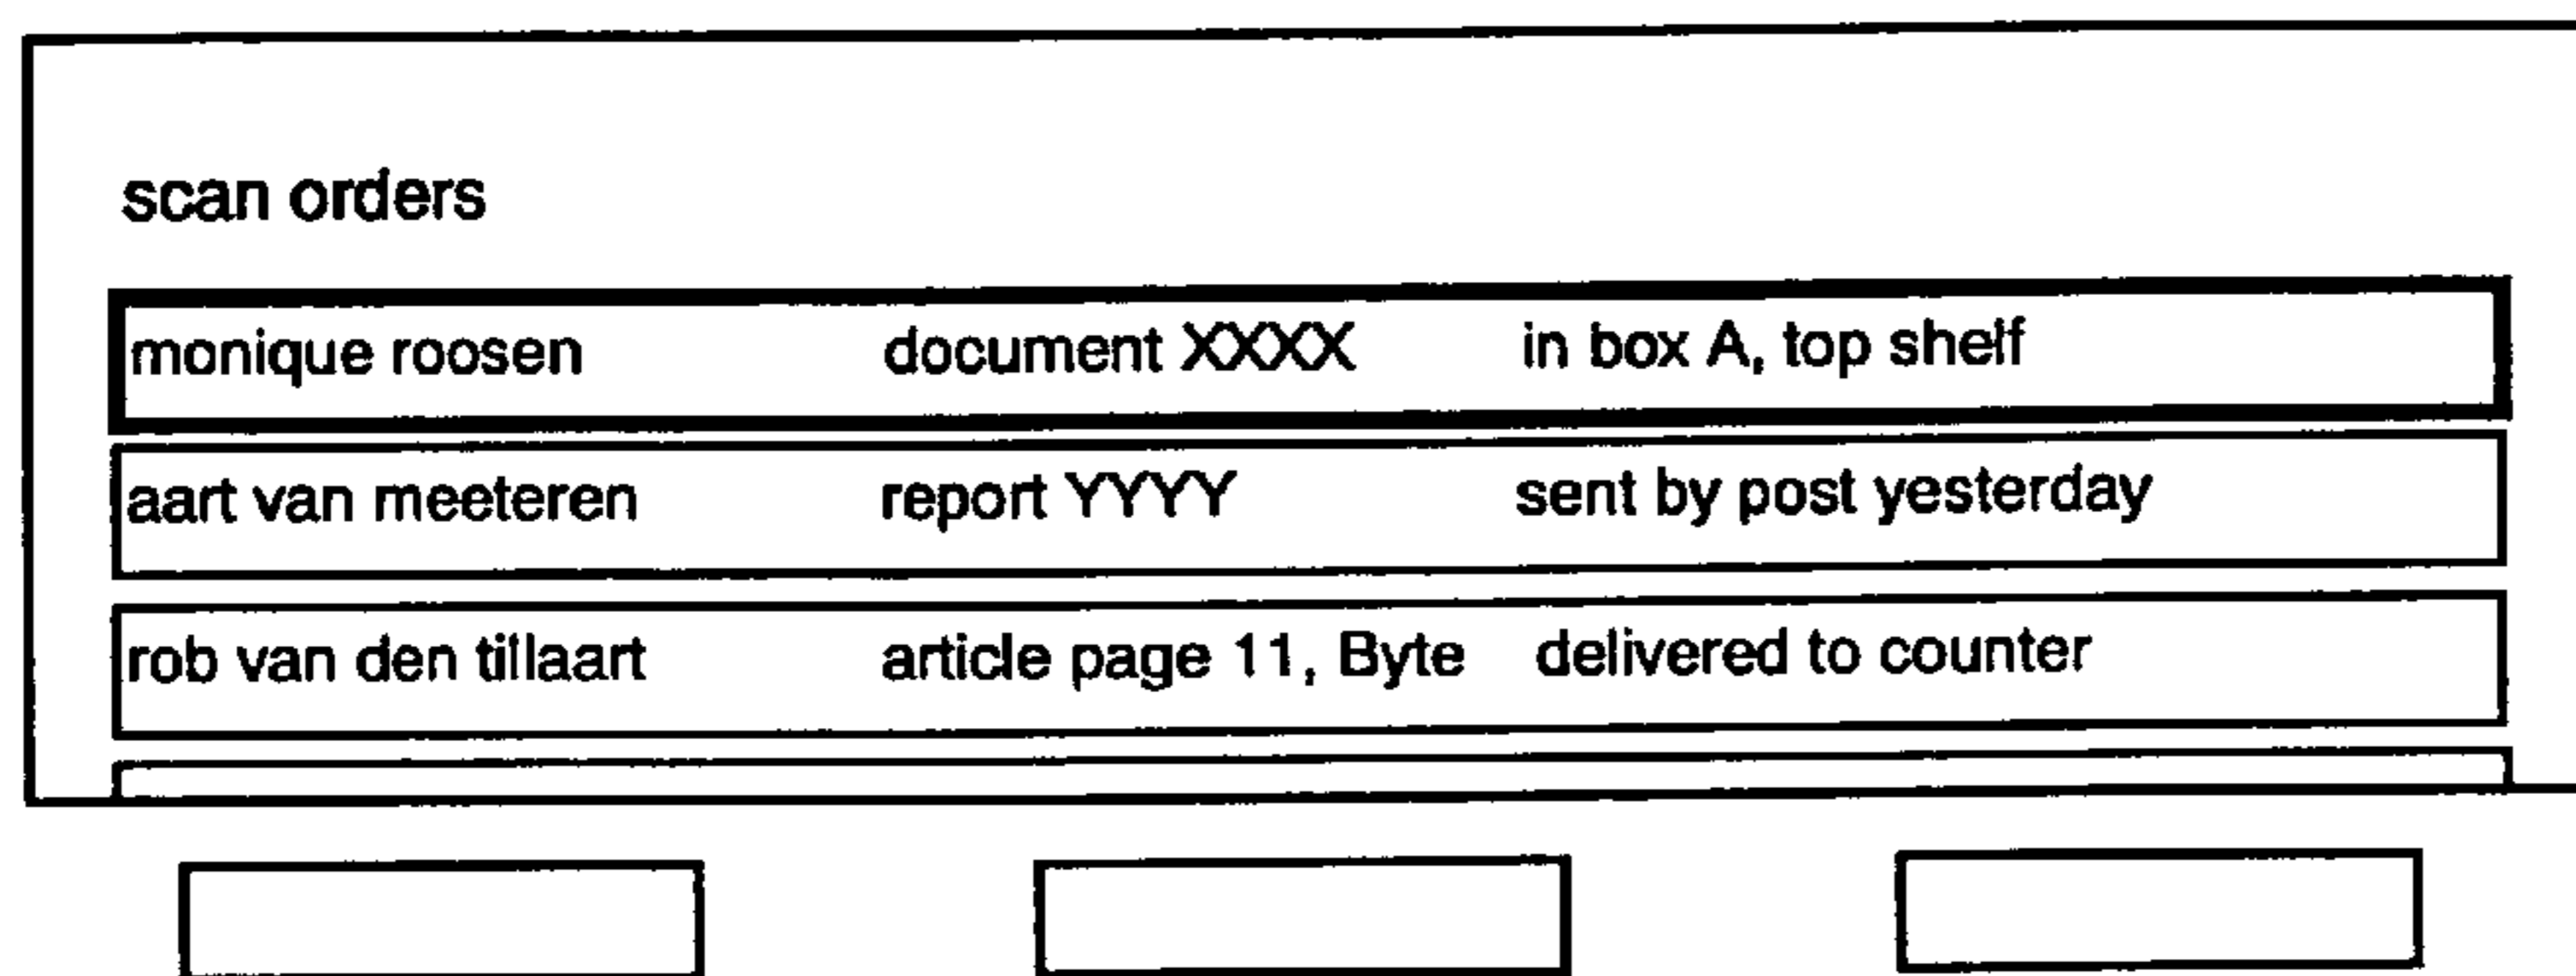 scan orders
monique roosen document XXXX in box A, top shelf
aart van meeteren report YYYY sent by post yesterday
rob van den tillaart article page 11, Byte delivered to counter